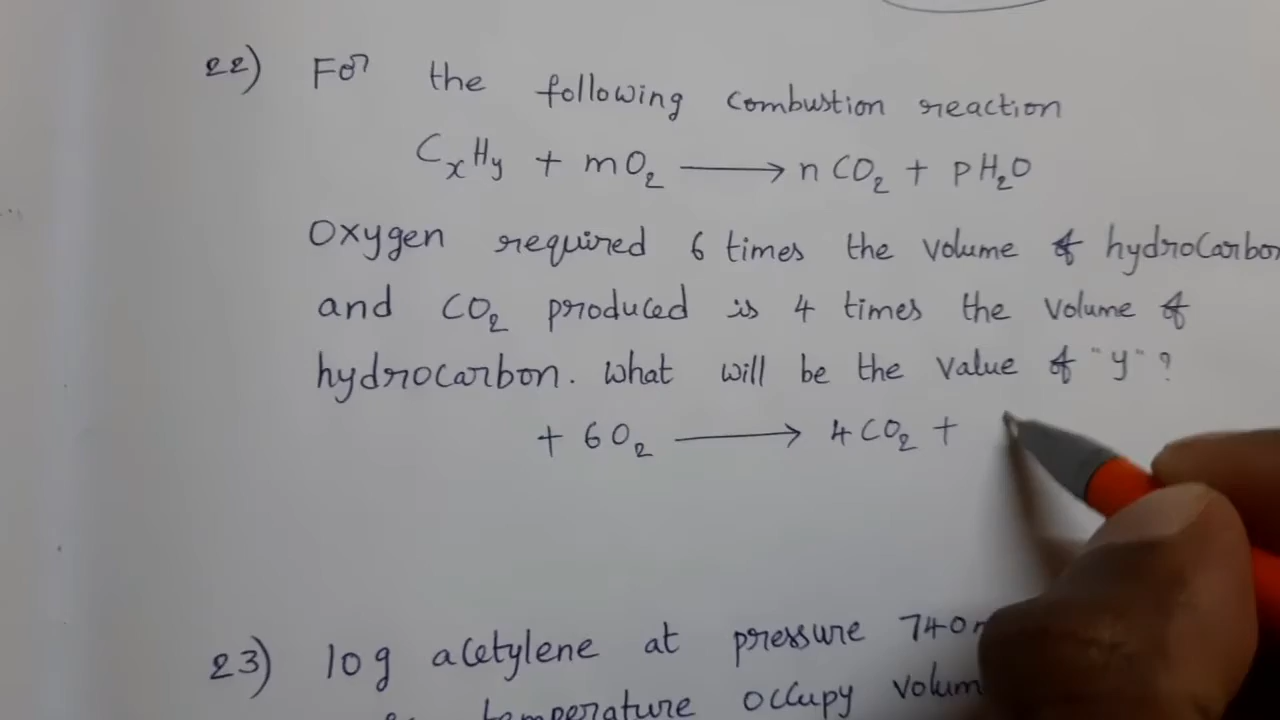 22) For the following combustion reaction
CxHy + mO₂ ⟶ nCO₂ + pH₂O
Oxygen required 6 times the volume of hydrocarbon
and CO₂ produced is 4 times the volume of
hydrocarbon. What will be the value of "y"?
+ 6O₂ ⟶ 4CO₂ +
23) 10g acetylene at pressure 740
temperature occupy